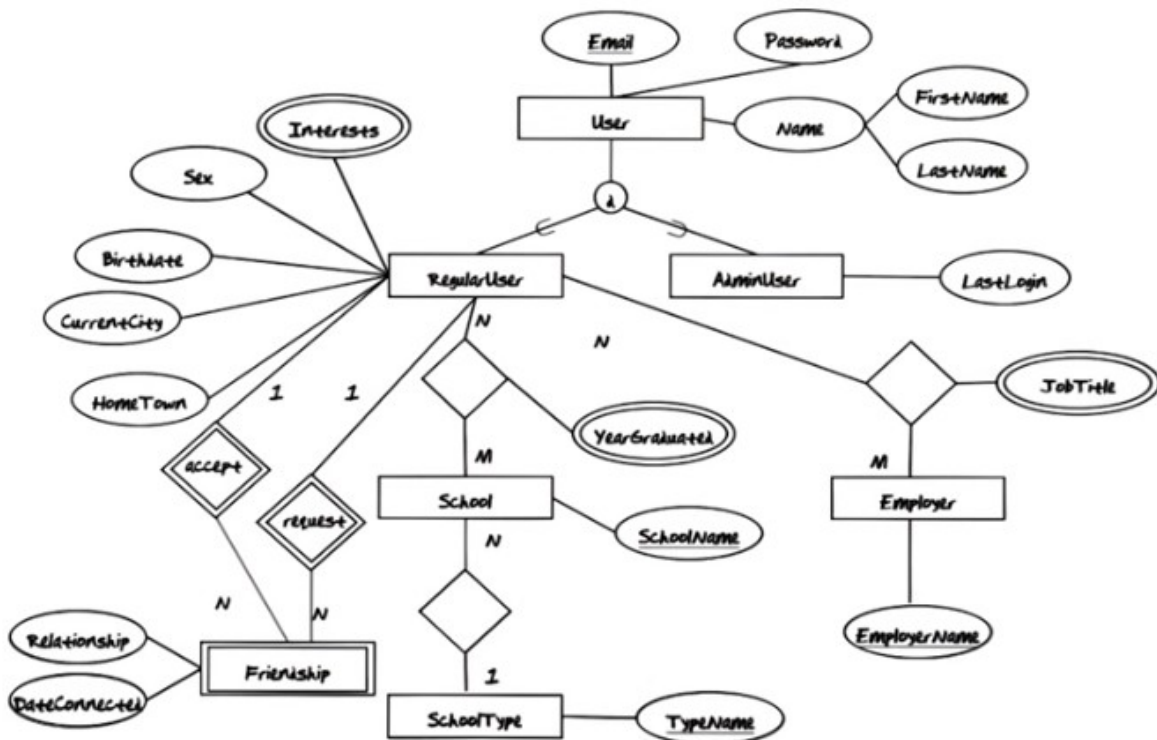 Email
Password
FirstName
User
Name
Interests
LastName
Sex
d
Birthdate
RegularUser
AdminUser
LastLogin
CurrentCity
N
N
HomeTown
1
1
JobTitle
YearGraduated
accept
M
M
School
Employer
request
SchoolName
N
N
N
Relationship
EmployerName
Friendship
1
DateConnected
SchoolType
TypeName